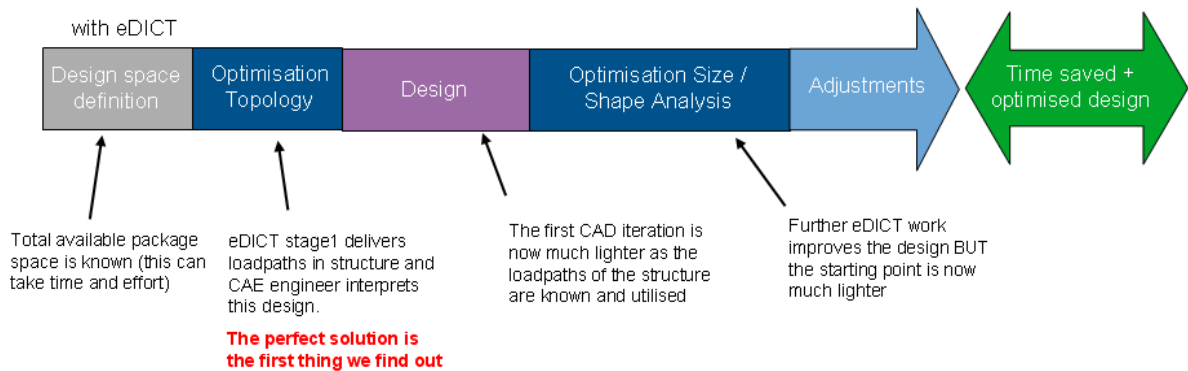 with eDICT
Design space
definition
Optimisation
Topology
Design
Optimisation Size /
Shape Analysis
Adjustments
Time saved +
optimised design
Total available package
space is known (this can
take time and effort)
eDICT stage1 delivers
loadpaths in structure and
CAE engineer interprets
this design.
The perfect solution is
the first thing we find out
The first CAD iteration is
now much lighter as the
loadpaths of the structure
are known and utilised
Further eDICT work
improves the design BUT
the starting point is now
much lighter